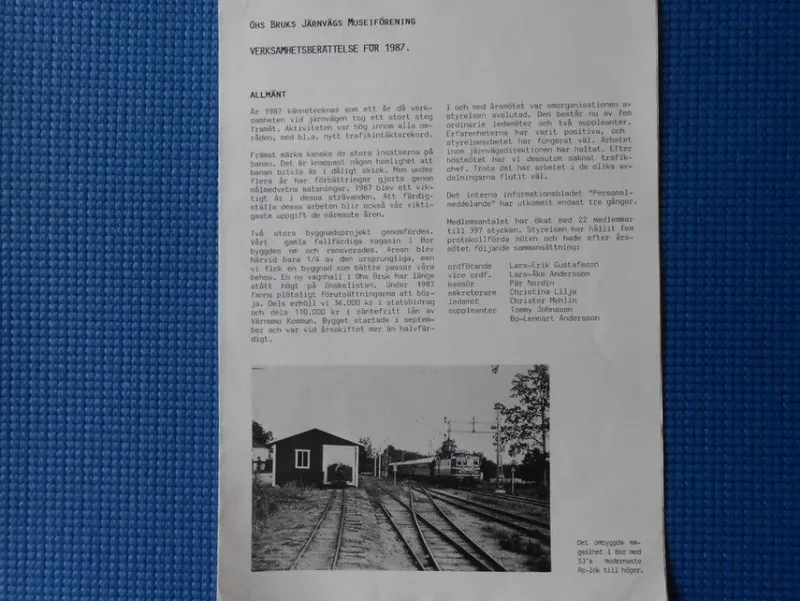 OHS BRUKS JÄRNVÄGS MUSEIFÖRENING
VERKSAMHETSBERÄTTELSE FÖR 1987.
ALLMÄNT
År 1987 kännetecknas som ett år då verk-
samheten vid järnvägen tog ett stort steg
framåt. Aktiviteten var hög innom alla om-
råden, med bl.a. nytt trafikintäktsrekord.
Främst märks kanske de stora insatserna på
banan. Det är knappast någon hemlighet att
banan bitvis är i dåligt skick. Men under
flera år har förbättringar gjorts genom
målmedvetna satsningar. 1987 blev ett vik-
tigt år i dessa strävanden. Att färdig-
ställa dessa arbeten blir också vår vikti-
gaste uppgift de närmaste åren.
Två stora byggnadsprojekt genomfördes.
Vårt gamla fallfärdiga magasin i Bor
byggdes om och renoverades. Arean blev
härvid bara 1/4 av den ursprungliga, men
vi fick en byggnad som bättre passar våra
behov. En ny vagnhall i Ohs Bruk har länge
stått högt på önskelistan. Under 1987
fanns plötsligt förutsättningarna att bör-
ja. Dels erhöll vi 36.000 kr i statsbidrag
och dels 110.000 kr i räntefritt lån av
Värnamo Kommun. Bygget startade i septem-
ber och var vid årsskiftet mer än halvfär-
digt.
I och med årsmötet var omorganisationen av
styrelsen avslutad. Den består nu av fem
ordinarie ledamöter och två suppleanter.
Erfarenheterna har varit positiva, och
styrelsearbetet har fungerat väl. Arbetet
inom järnvägsdirektionen har haltat. Efter
höstmötet har vi dessutom saknat trafik-
chef. Trots det har arbetet i de olika av-
delningarna flutit väl.
Det interna informationsbladet "Personal-
meddelande" har utkommit endast tre gånger.
Medlemsantalet har ökat med 22 medlemmar
till 397 stycken. Styrelsen har hållit fem
protokollförda möten och hade efter års-
mötet följande sammansättning:
ordförande Lars-Erik Gustafsson
vice ordf. Lars-Åke Andersson
kassör Pär Nordin
sekreterare Christina Lilja
ledamot Christer Mohlin
suppleanter Tommy Johnsson
Bo-Lennart Andersson
Det ombyggda ma-
gasinet i Bor med
SJ's modernaste
Rc-lok till höger.